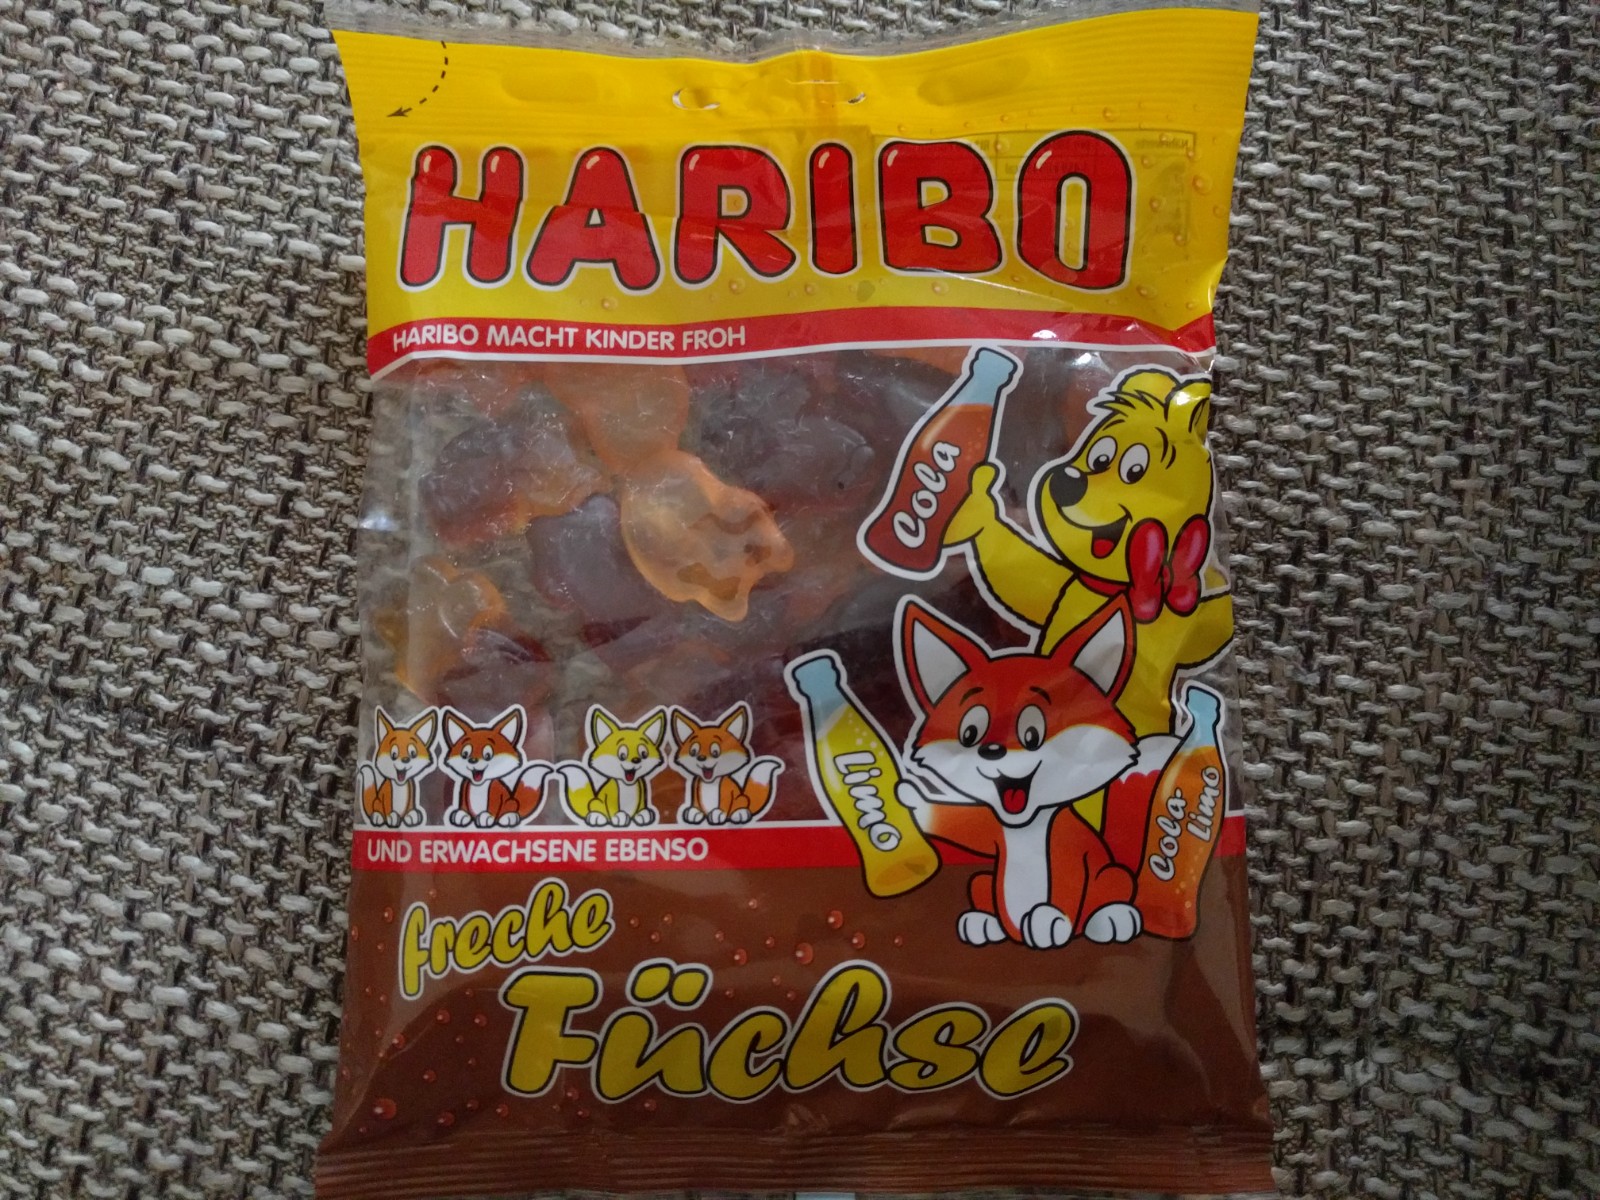 HARIBO
HARIBO MACHT KINDER FROH
Cola
Limo
Cola-
Limo
UND ERWACHSENE EBENSO
freche
Füchse